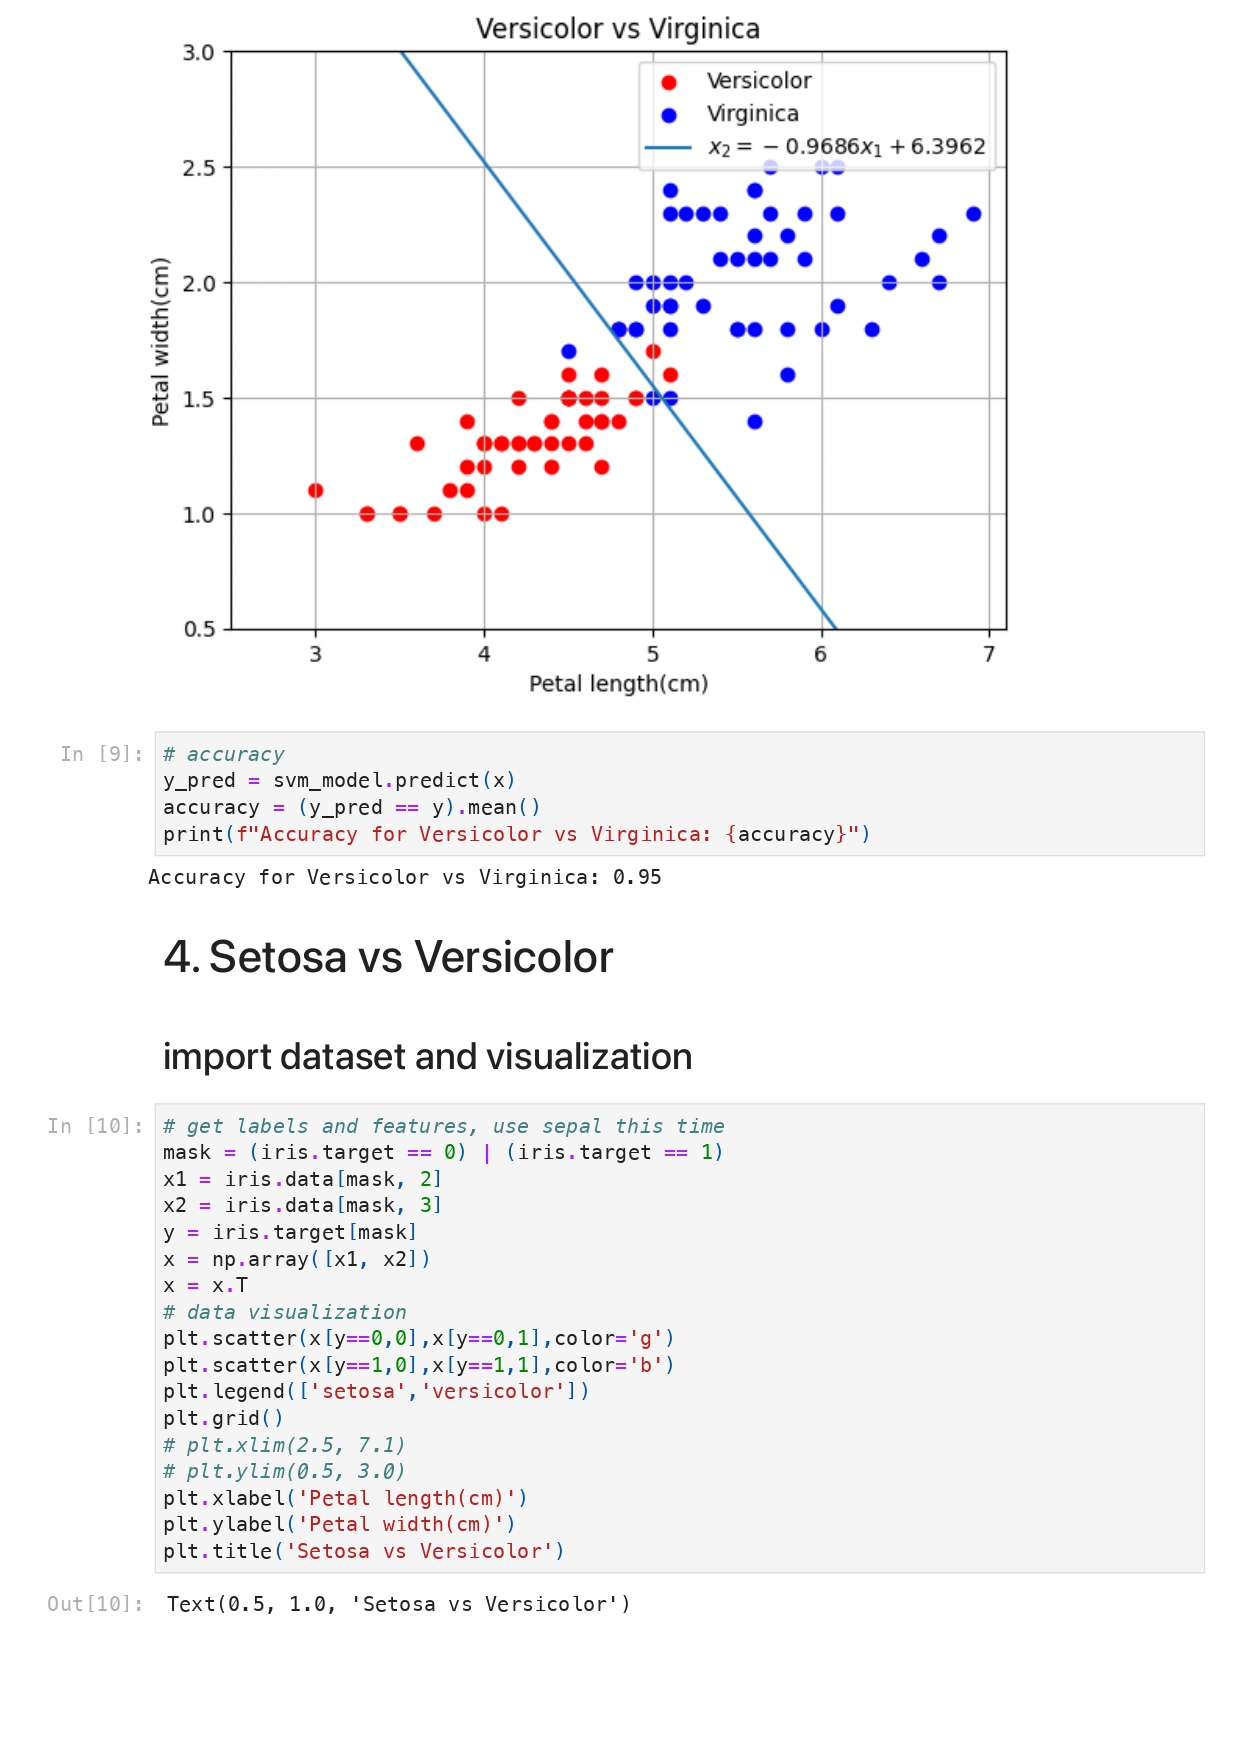 Versicolor vs Virginica
3.0
2.5
2.0
1.5
1.0
0.5
Petal width(cm)
Versicolor
Virginica
x₂ = − 0.9686x₁ + 6.3962
3 4 5 6 7
Petal length(cm)
In [9]:
# accuracy
y_pred = svm_model.predict(x)
accuracy = (y_pred == y).mean()
print(f"Accuracy for Versicolor vs Virginica: {accuracy}")
Accuracy for Versicolor vs Virginica: 0.95
4. Setosa vs Versicolor
import dataset and visualization
In [10]:
# get labels and features, use sepal this time
mask = (iris.target == 0) | (iris.target == 1)
x1 = iris.data[mask, 2]
x2 = iris.data[mask, 3]
y = iris.target[mask]
x = np.array([x1, x2])
x = x.T
# data visualization
plt.scatter(x[y==0,0],x[y==0,1],color='g')
plt.scatter(x[y==1,0],x[y==1,1],color='b')
plt.legend(['setosa','versicolor'])
plt.grid()
# plt.xlim(2.5, 7.1)
# plt.ylim(0.5, 3.0)
plt.xlabel('Petal length(cm)')
plt.ylabel('Petal width(cm)')
plt.title('Setosa vs Versicolor')
Out[10]: Text(0.5, 1.0, 'Setosa vs Versicolor')